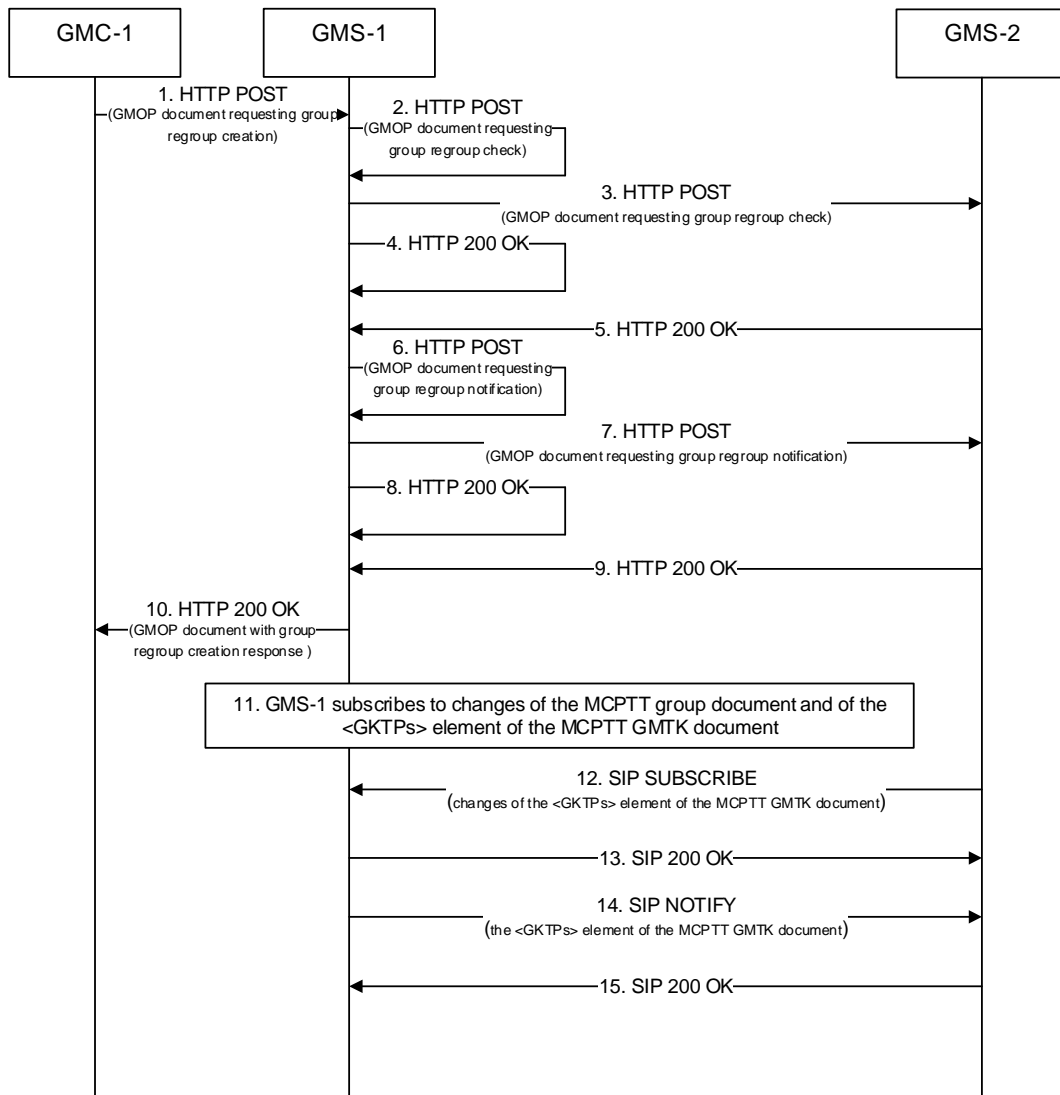 GMC-1
GMS-1
GMS-2
1. HTTP POST
(GMOP document requesting group
regroup creation)
2. HTTP POST
(GMOP document requesting
group regroup check)
3. HTTP POST
(GMOP document requesting group regroup check)
4. HTTP 200 OK
5. HTTP 200 OK
6. HTTP POST
(GMOP document requesting
group regroup notification)
7. HTTP POST
(GMOP document requesting group regroup notification)
8. HTTP 200 OK
9. HTTP 200 OK
10. HTTP 200 OK
(GMOP document with group
regroup creation response )
11. GMS-1 subscribes to changes of the MCPTT group document and of the
<GKTPs> element of the MCPTT GMTK document
12. SIP SUBSCRIBE
(changes of the <GKTPs> element of the MCPTT GMTK document)
13. SIP 200 OK
14. SIP NOTIFY
(the <GKTPs> element of the MCPTT GMTK document)
15. SIP 200 OK